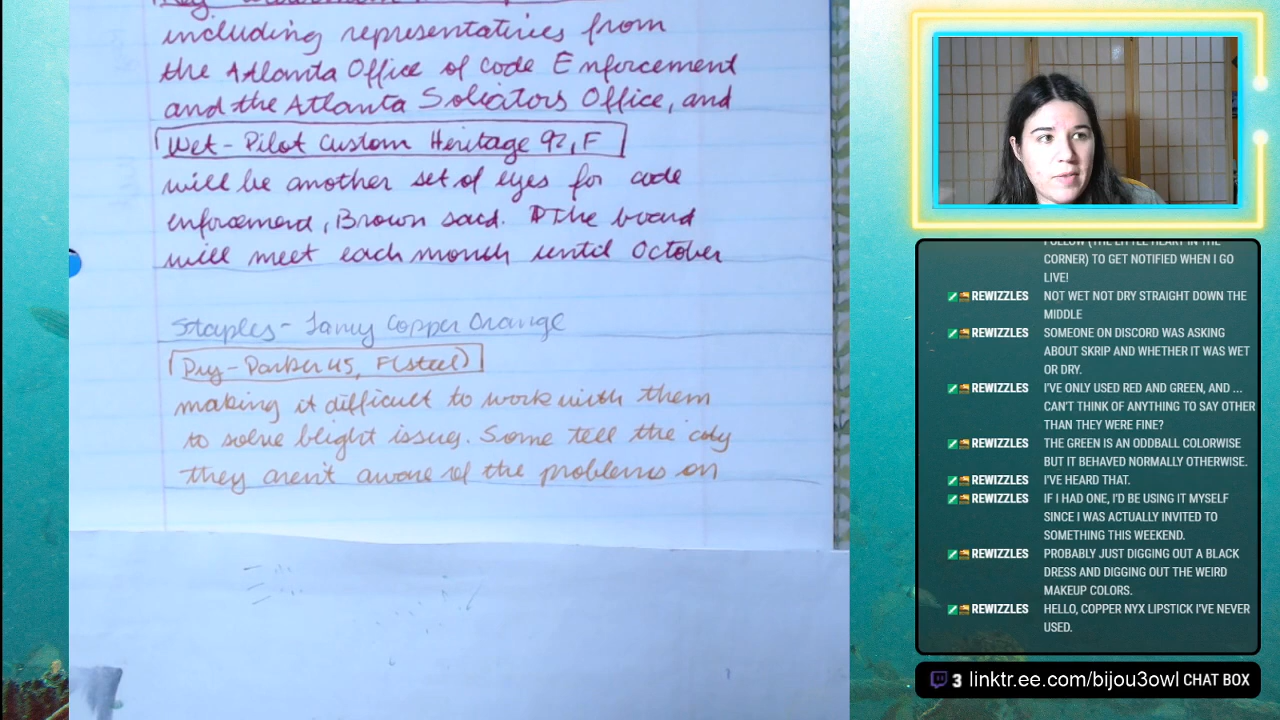 including representatives from
the Atlanta Office of Code Enforcement
and the Atlanta Soliciators Office, and
Wet- Pilot Custom Heritage 92, F
will be another set of eyes for code
enforcement, Brown said. The board
will meet each month until October
Staples- Lamy Copper Orange
Dry- Parker 45, F(steel)
making it difficult to work with them
to solve blight issues. Some tell the city
they aren't aware of the problems on
FOLLOW (THE LITTLE HEART IN THE
CORNER) TO GET NOTIFIED WHEN I GO
LIVE!
REWIZZLES NOT WET NOT DRY STRAIGHT DOWN THE
MIDDLE
REWIZZLES SOMEONE ON DISCORD WAS ASKING
ABOUT SKRIP AND WHETHER IT WAS WET
OR DRY.
REWIZZLES I'VE ONLY USED RED AND GREEN, AND ...
CAN'T THINK OF ANYTHING TO SAY OTHER
THAN THEY WERE FINE?
REWIZZLES THE GREEN IS AN ODDBALL COLORWISE
BUT IT BEHAVED NORMALLY OTHERWISE.
REWIZZLES I'VE HEARD THAT.
REWIZZLES IF I HAD ONE, I'D BE USING IT MYSELF
SINCE I WAS ACTUALLY INVITED TO
SOMETHING THIS WEEKEND.
REWIZZLES PROBABLY JUST DIGGING OUT A BLACK
DRESS AND DIGGING OUT THE WEIRD
MAKEUP COLORS.
REWIZZLES HELLO, COPPER NYX LIPSTICK I'VE NEVER
USED.
3 linktr.ee.com/bijou3owl CHAT BOX